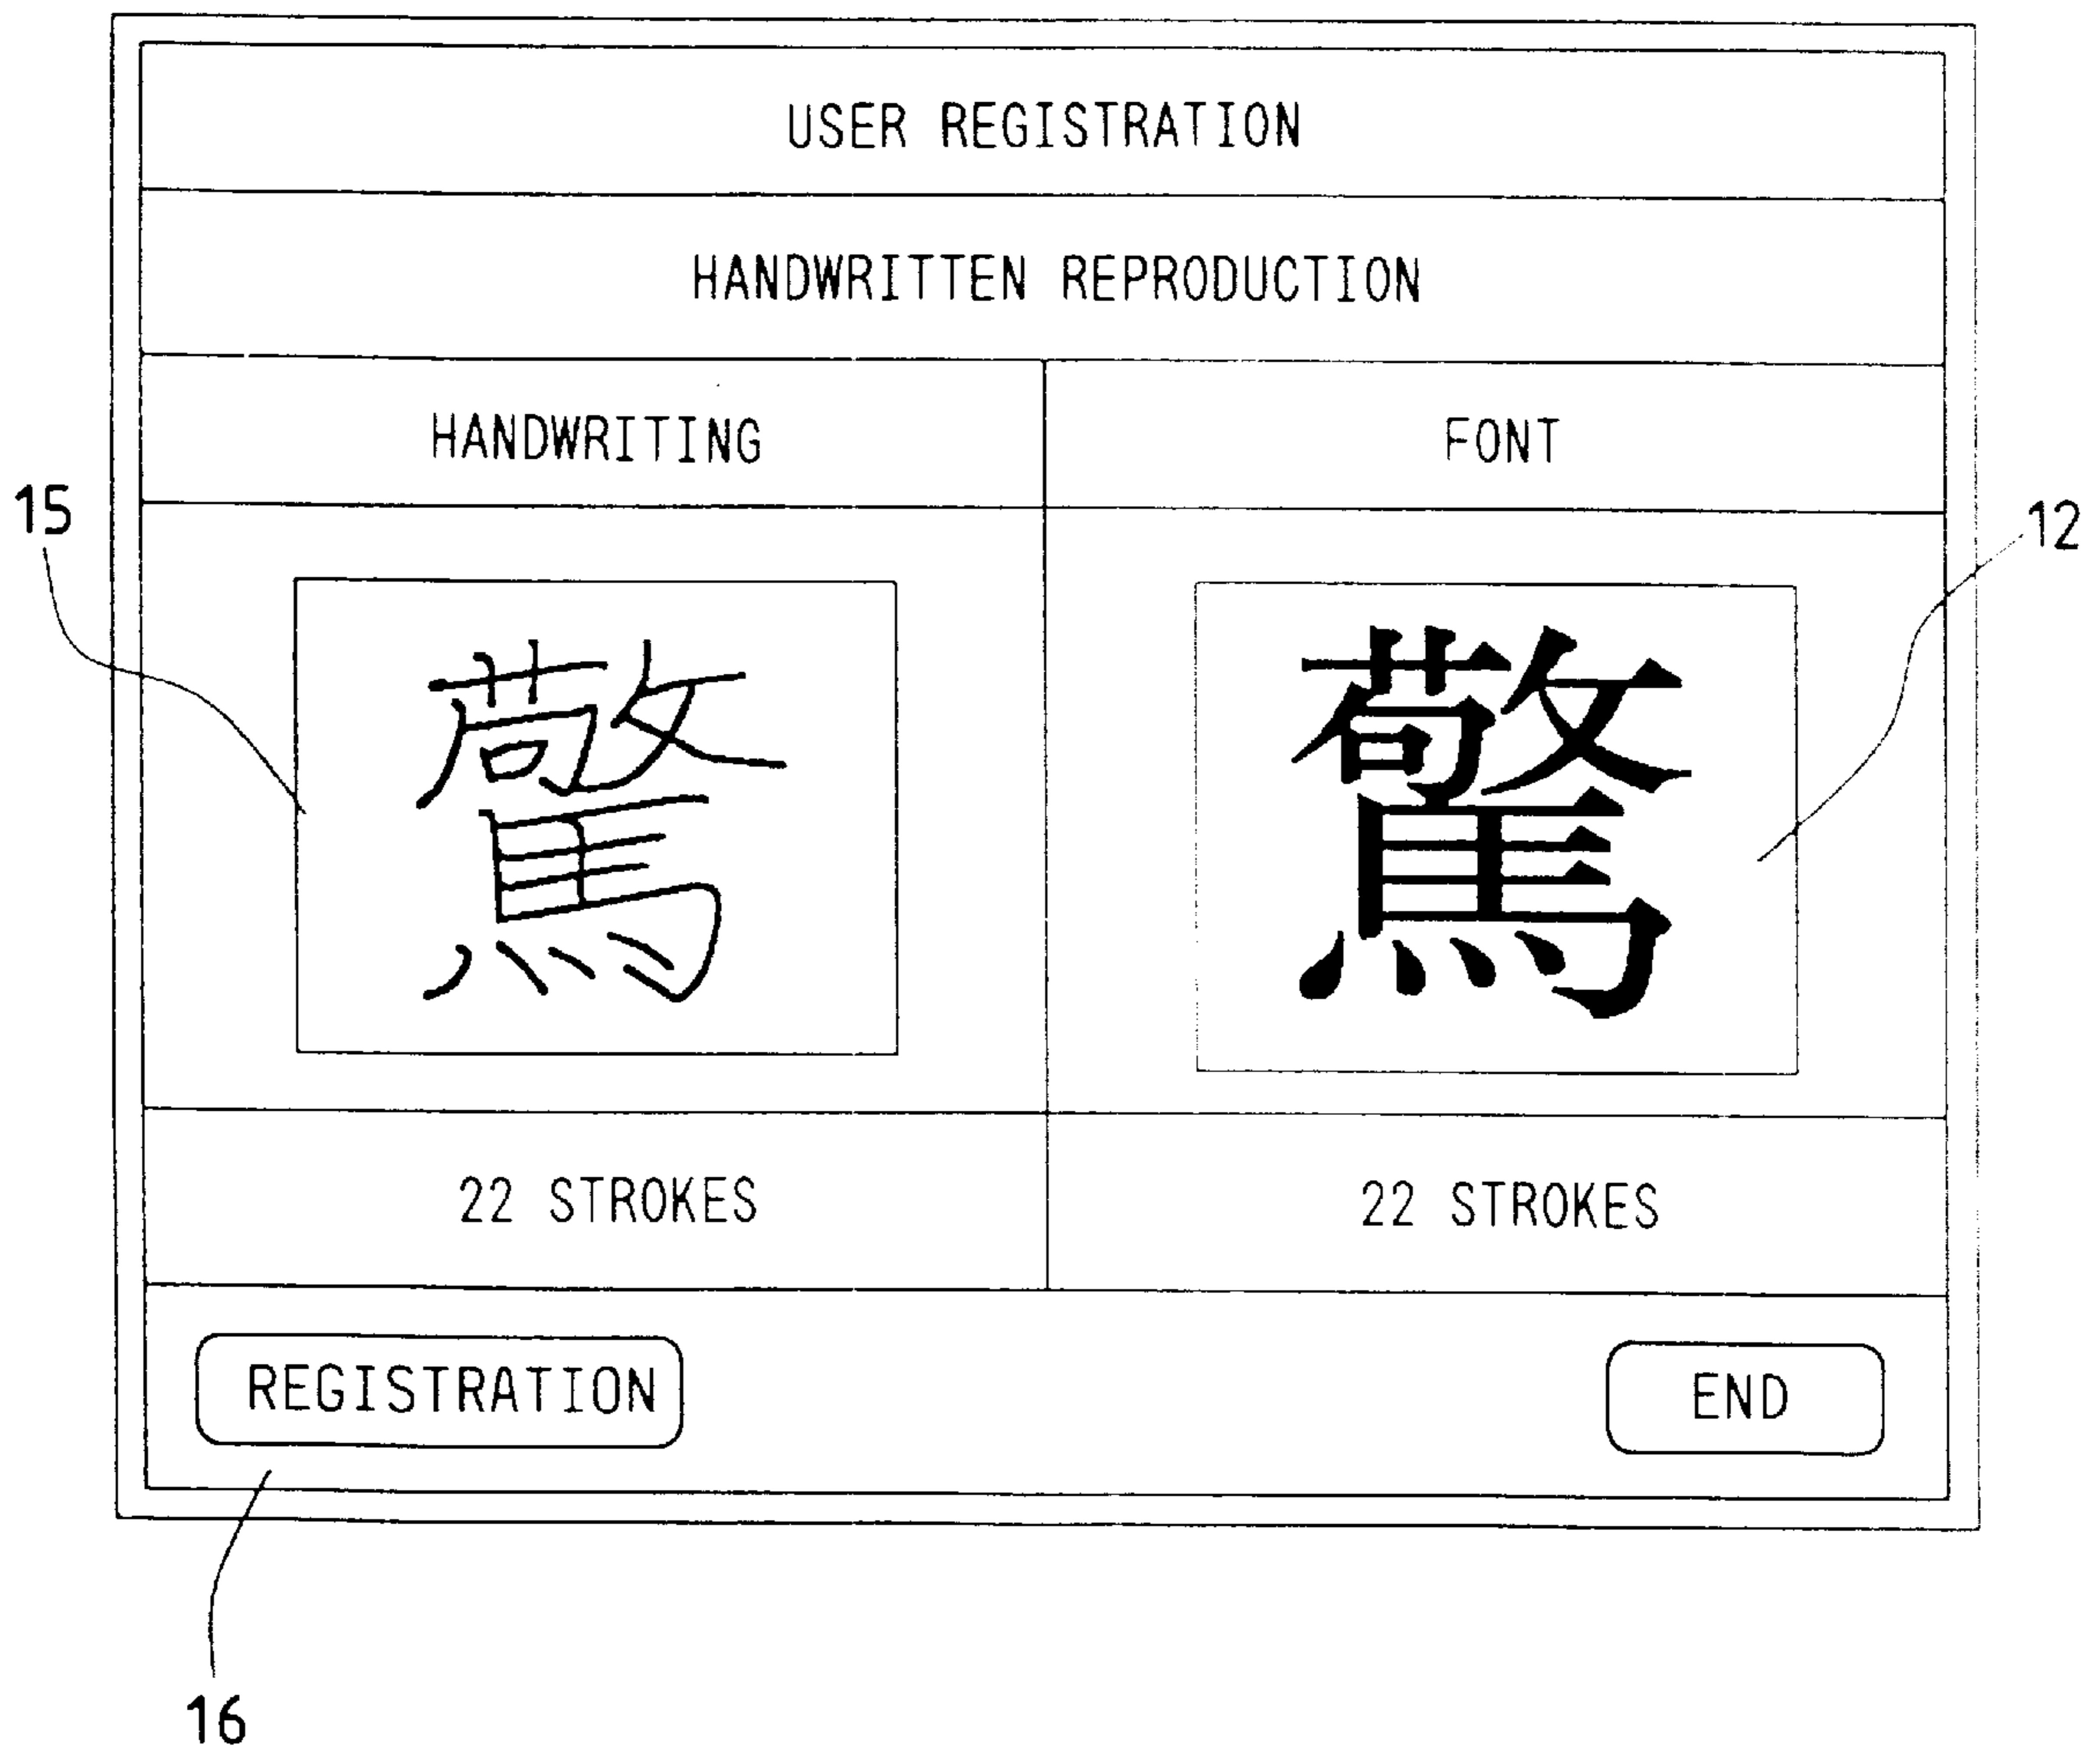 USER REGISTRATION
HANDWRITTEN REPRODUCTION
HANDWRITING FONT
15 12
驚 驚
22 STROKES 22 STROKES
REGISTRATION END
16